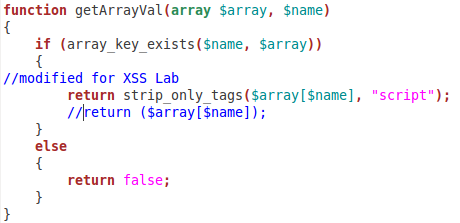 function getArrayVal(array $array, $name)
{
    if (array_key_exists($name, $array))
    {
//modified for XSS Lab
        return strip_only_tags($array[$name], "script");
        //return ($array[$name]);
    }
    else
    {
        return false;
    }
}